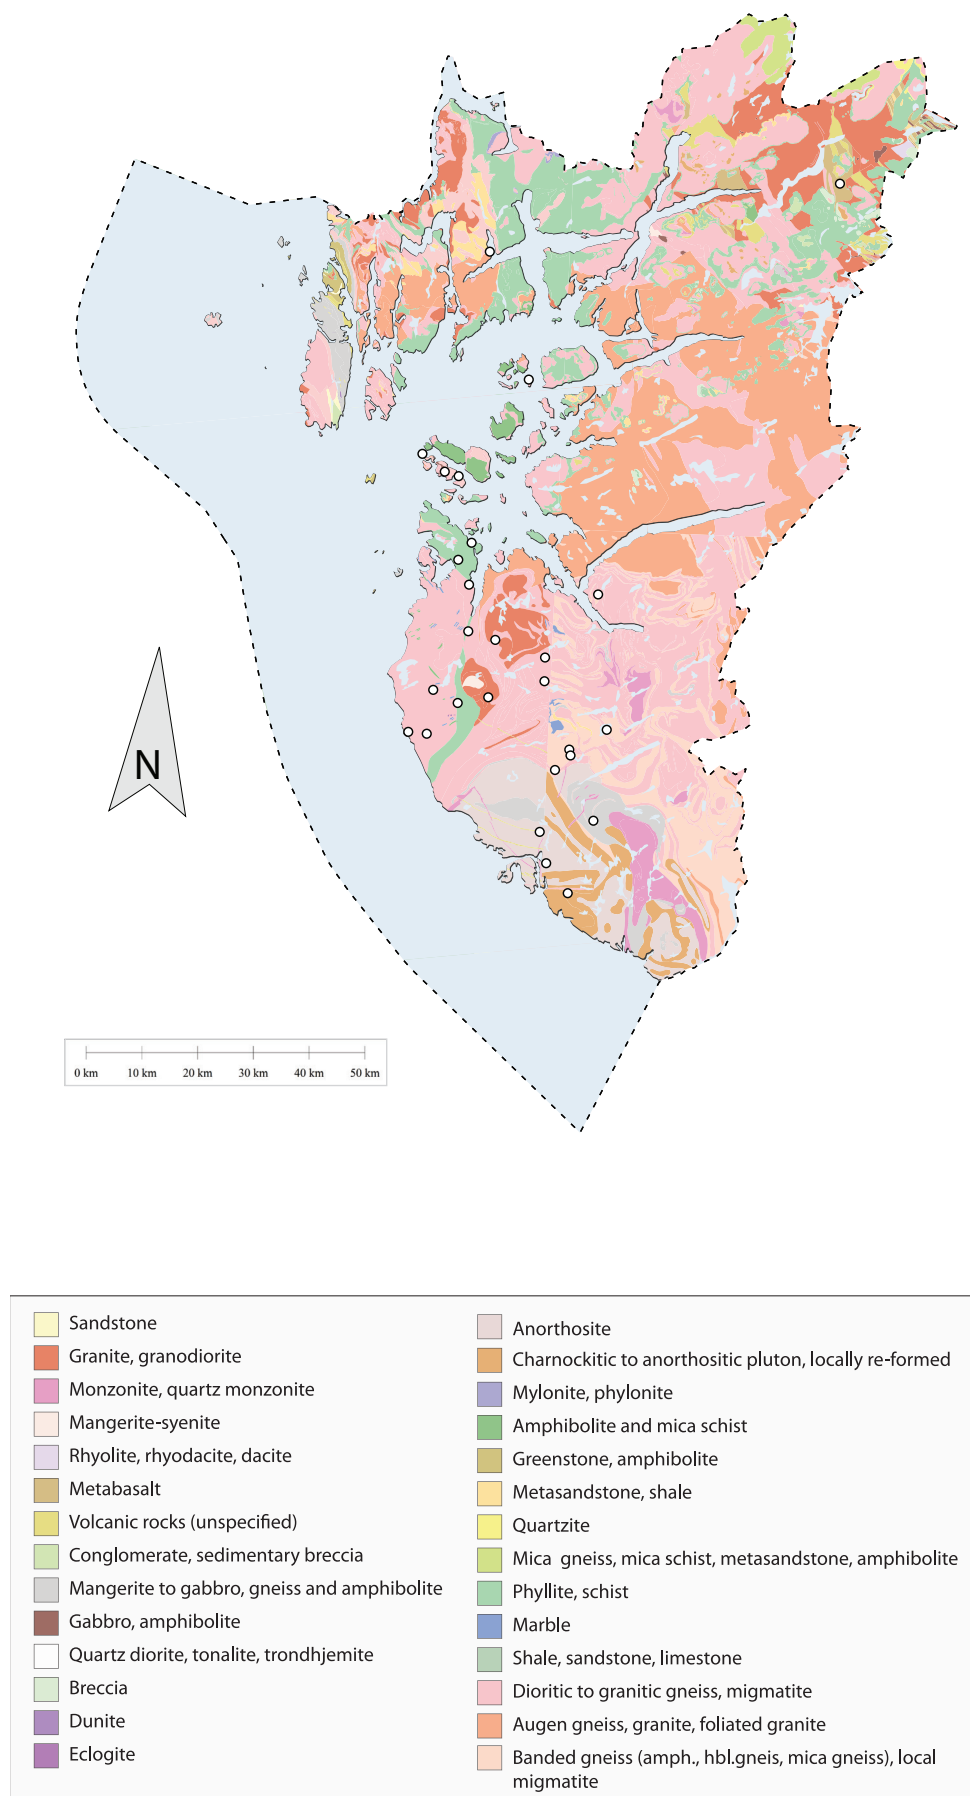 N
0 km 10 km 20 km 30 km 40 km 50 km
Sandstone
Granite, granodiorite
Monzonite, quartz monzonite
Mangerite-syenite
Rhyolite, rhyodacite, dacite
Metabasalt
Volcanic rocks (unspecified)
Conglomerate, sedimentary breccia
Mangerite to gabbro, gneiss and amphibolite
Gabbro, amphibolite
Quartz diorite, tonalite, trondhjemite
Breccia
Dunite
Eclogite
Anorthosite
Charnockitic to anorthositic pluton, locally re-formed
Mylonite, phylonite
Amphibolite and mica schist
Greenstone, amphibolite
Metasandstone, shale
Quartzite
Mica gneiss, mica schist, metasandstone, amphibolite
Phyllite, schist
Marble
Shale, sandstone, limestone
Dioritic to granitic gneiss, migmatite
Augen gneiss, granite, foliated granite
Banded gneiss (amph., hbl.gneis, mica gneiss), local
migmatite